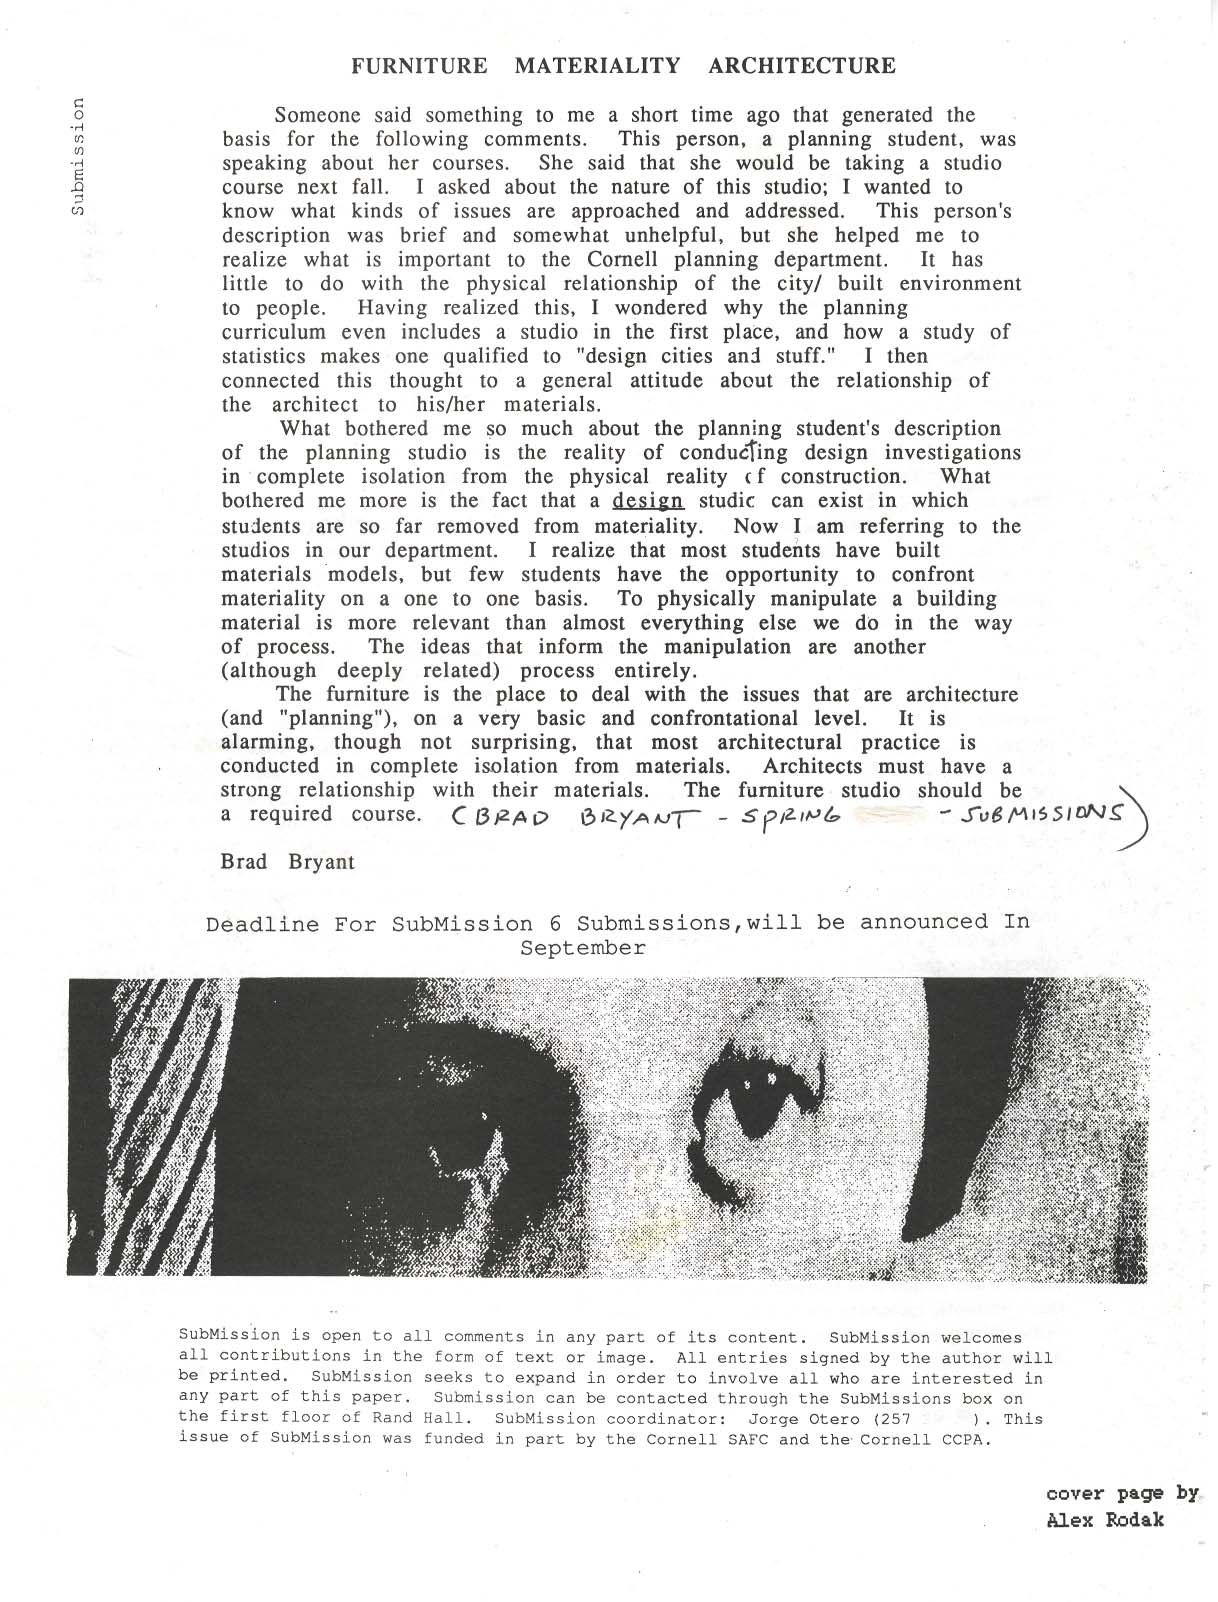 FURNITURE MATERIALITY ARCHITECTURE
Submission
Someone said something to me a short time ago that generated the
basis for the following comments. This person, a planning student, was
speaking about her courses. She said that she would be taking a studio
course next fall. I asked about the nature of this studio; I wanted to
know what kinds of issues are approached and addressed. This person's
description was brief and somewhat unhelpful, but she helped me to
realize what is important to the Cornell planning department. It has
little to do with the physical relationship of the city/ built environment
to people. Having realized this, I wondered why the planning
curriculum even includes a studio in the first place, and how a study of
statistics makes one qualified to "design cities and stuff." I then
connected this thought to a general attitude about the relationship of
the architect to his/her materials.
What bothered me so much about the planning student's description
of the planning studio is the reality of conducting design investigations
in complete isolation from the physical reality of construction. What
bothered me more is the fact that a design studio can exist in which
students are so far removed from materiality. Now I am referring to the
studios in our department. I realize that most students have built
materials models, but few students have the opportunity to confront
materiality on a one to one basis. To physically manipulate a building
material is more relevant than almost everything else we do in the way
of process. The ideas that inform the manipulation are another
(although deeply related) process entirely.
The furniture is the place to deal with the issues that are architecture
(and "planning"), on a very basic and confrontational level. It is
alarming, though not surprising, that most architectural practice is
conducted in complete isolation from materials. Architects must have a
strong relationship with their materials. The furniture studio should be
a required course. (BRAD BRYANT - SPRING - SUBMISSIONS)
Brad Bryant
Deadline For SubMission 6 Submissions,will be announced In
September
SubMission is open to all comments in any part of its content. SubMission welcomes
all contributions in the form of text or image. All entries signed by the author will
be printed. SubMission seeks to expand in order to involve all who are interested in
any part of this paper. Submission can be contacted through the SubMissions box on
the first floor of Rand Hall. SubMission coordinator: Jorge Otero (257 ). This
issue of SubMission was funded in part by the Cornell SAFC and the Cornell CCPA.
cover page by
Alex Rodak